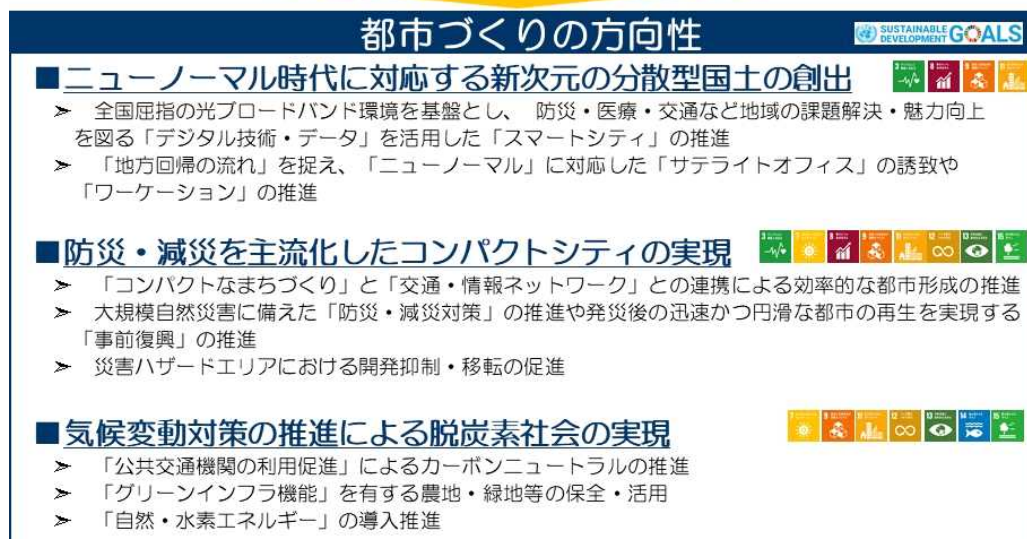 都市づくりの方向性
SUSTAINABLE
DEVELOPMENT GOALS
■ニューノーマル時代に対応する新次元の分散型国土の創出
➢ 全国屈指の光ブロードバンド環境を基盤とし、 防災・医療・交通など地域の課題解決・魅力向上
を図る「デジタル技術・データ」を活用した「スマートシティ」の推進
➢ 「地方回帰の流れ」を捉え、「ニューノーマル」に対応した「サテライトオフィス」の誘致や
「ワーケーション」の推進
■防災・減災を主流化したコンパクトシティの実現
➢ 「コンパクトなまちづくり」と「交通・情報ネットワーク」との連携による効率的な都市形成の推進
➢ 大規模自然災害に備えた「防災・減災対策」の推進や発災後の迅速かつ円滑な都市の再生を実現する
「事前復興」の推進
➢ 災害ハザードエリアにおける開発抑制・移転の促進
■気候変動対策の推進による脱炭素社会の実現
➢ 「公共交通機関の利用促進」によるカーボンニュートラルの推進
➢ 「グリーンインフラ機能」を有する農地・緑地等の保全・活用
➢ 「自然・水素エネルギー」の導入推進